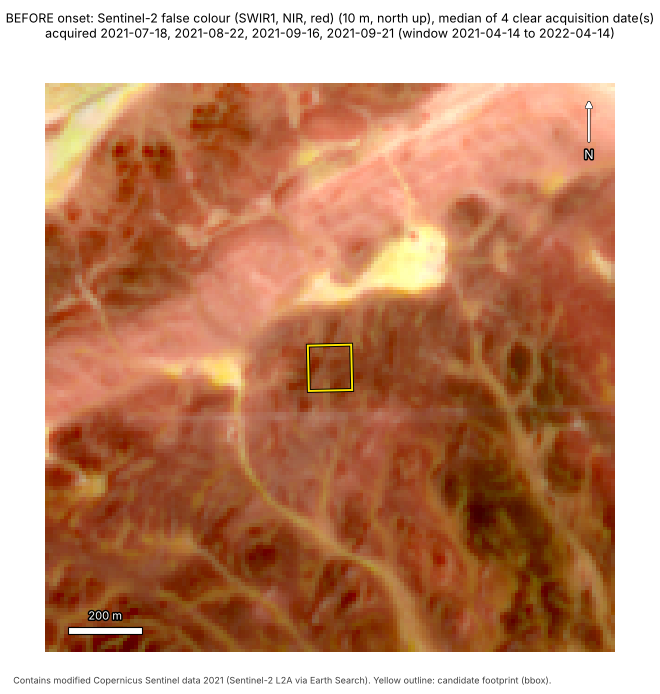 BEFORE onset: Sentinel-2 false colour (SWIR1, NIR, red) (10 m, north up), median of 4 clear acquisition date(s)
acquired 2021-07-18, 2021-08-22, 2021-09-16, 2021-09-21 (window 2021-04-14 to 2022-04-14)
N
200 m
Contains modified Copernicus Sentinel data 2021 (Sentinel-2 L2A via Earth Search). Yellow outline: candidate footprint (bbox).